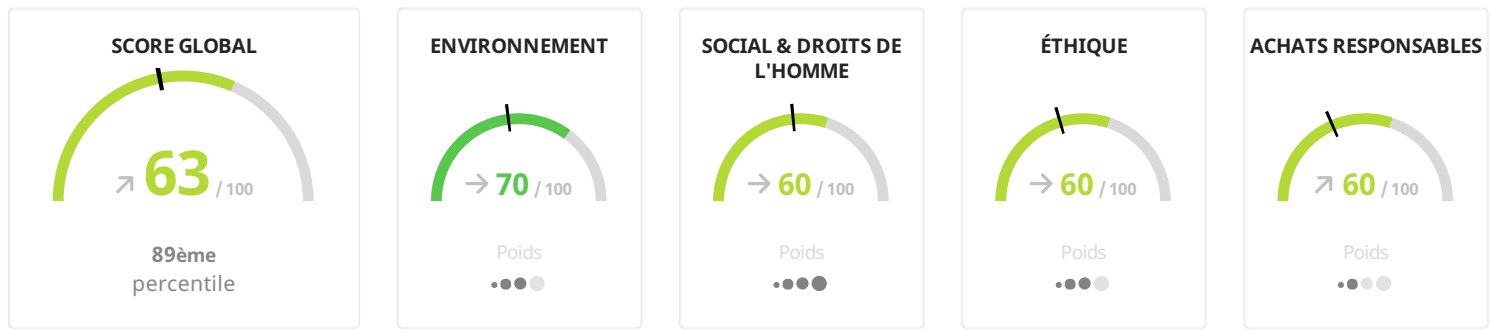 SCORE GLOBAL
63 / 100
89ème
percentile
ENVIRONNEMENT
70 / 100
Poids
SOCIAL & DROITS DE
L'HOMME
60 / 100
Poids
ÉTHIQUE
60 / 100
Poids
ACHATS RESPONSABLES
60 / 100
Poids